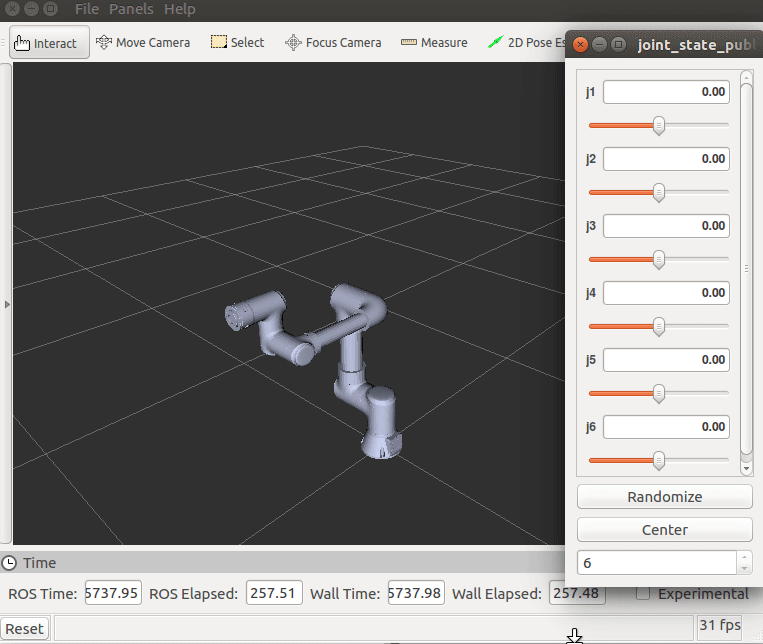 File Panels Help
Interact Move Camera Select Focus Camera Measure 2D Pose Es
joint_state_publ
j1 0.00
j2 0.00
j3 0.00
j4 0.00
j5 0.00
j6 0.00
Randomize
Center
6
Time
ROS Time: 5737.95 ROS Elapsed: 257.51 Wall Time: 5737.98 Wall Elapsed: 257.48 Experimental
Reset 31 fps